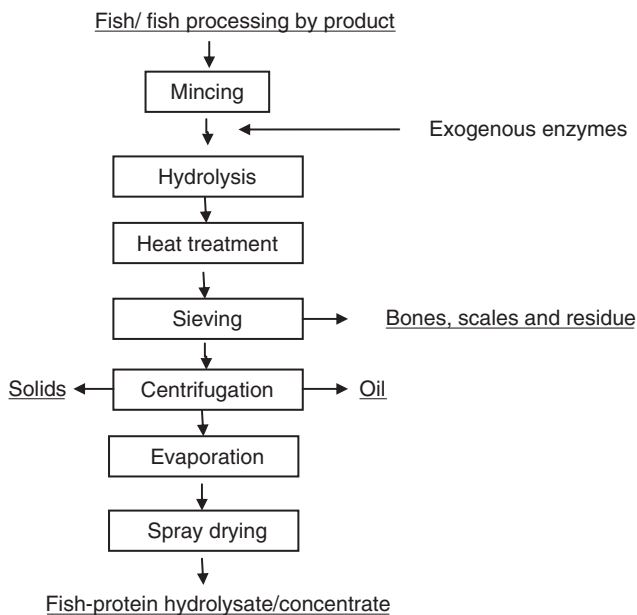 Fish/ fish processing by product
Mincing
Exogenous enzymes
Hydrolysis
Heat treatment
Sieving
Bones, scales and residue
Solids
Centrifugation
Oil
Evaporation
Spray drying
Fish-protein hydrolysate/concentrate